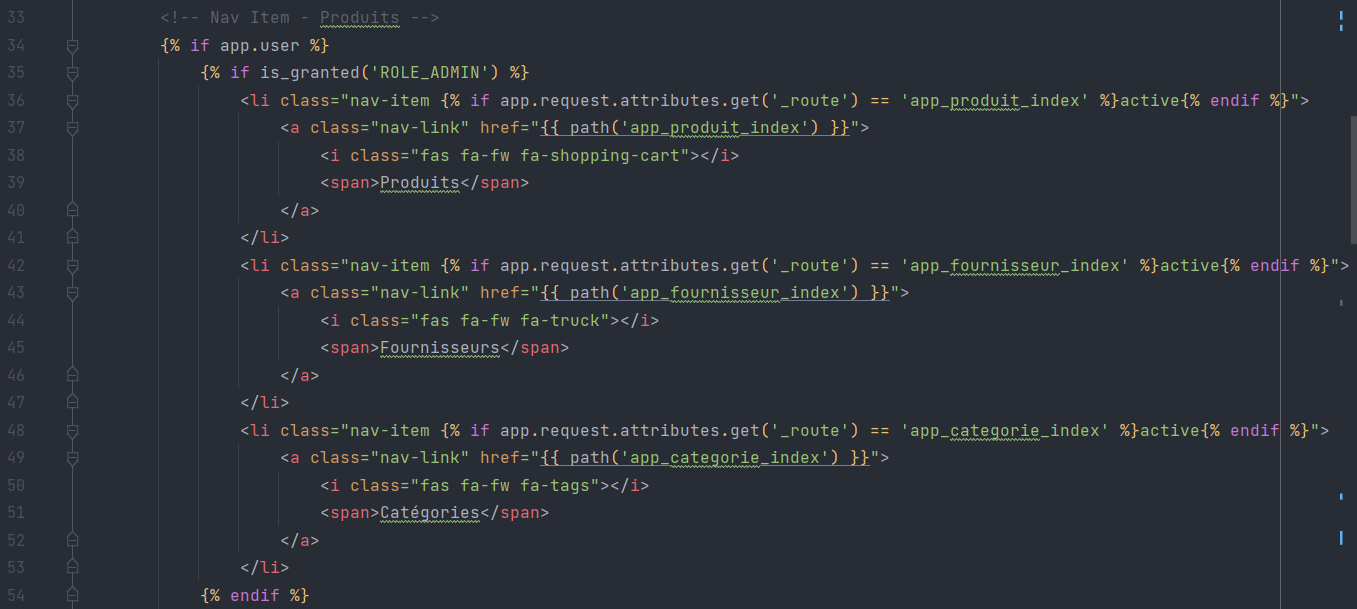 33 <!-- Nav Item - Produits -->
34 {% if app.user %}
35 {% if is_granted('ROLE_ADMIN') %}
36 <li class="nav-item {% if app.request.attributes.get('_route') == 'app_produit_index' %}active{% endif %}">
37 <a class="nav-link" href="{{ path('app_produit_index') }}">
38 <i class="fas fa-fw fa-shopping-cart"></i>
39 <span>Produits</span>
40 </a>
41 </li>
42 <li class="nav-item {% if app.request.attributes.get('_route') == 'app_fournisseur_index' %}active{% endif %}">
43 <a class="nav-link" href="{{ path('app_fournisseur_index') }}">
44 <i class="fas fa-fw fa-truck"></i>
45 <span>Fournisseurs</span>
46 </a>
47 </li>
48 <li class="nav-item {% if app.request.attributes.get('_route') == 'app_categorie_index' %}active{% endif %}">
49 <a class="nav-link" href="{{ path('app_categorie_index') }}">
50 <i class="fas fa-fw fa-tags"></i>
51 <span>Catégories</span>
52 </a>
53 </li>
54 {% endif %}